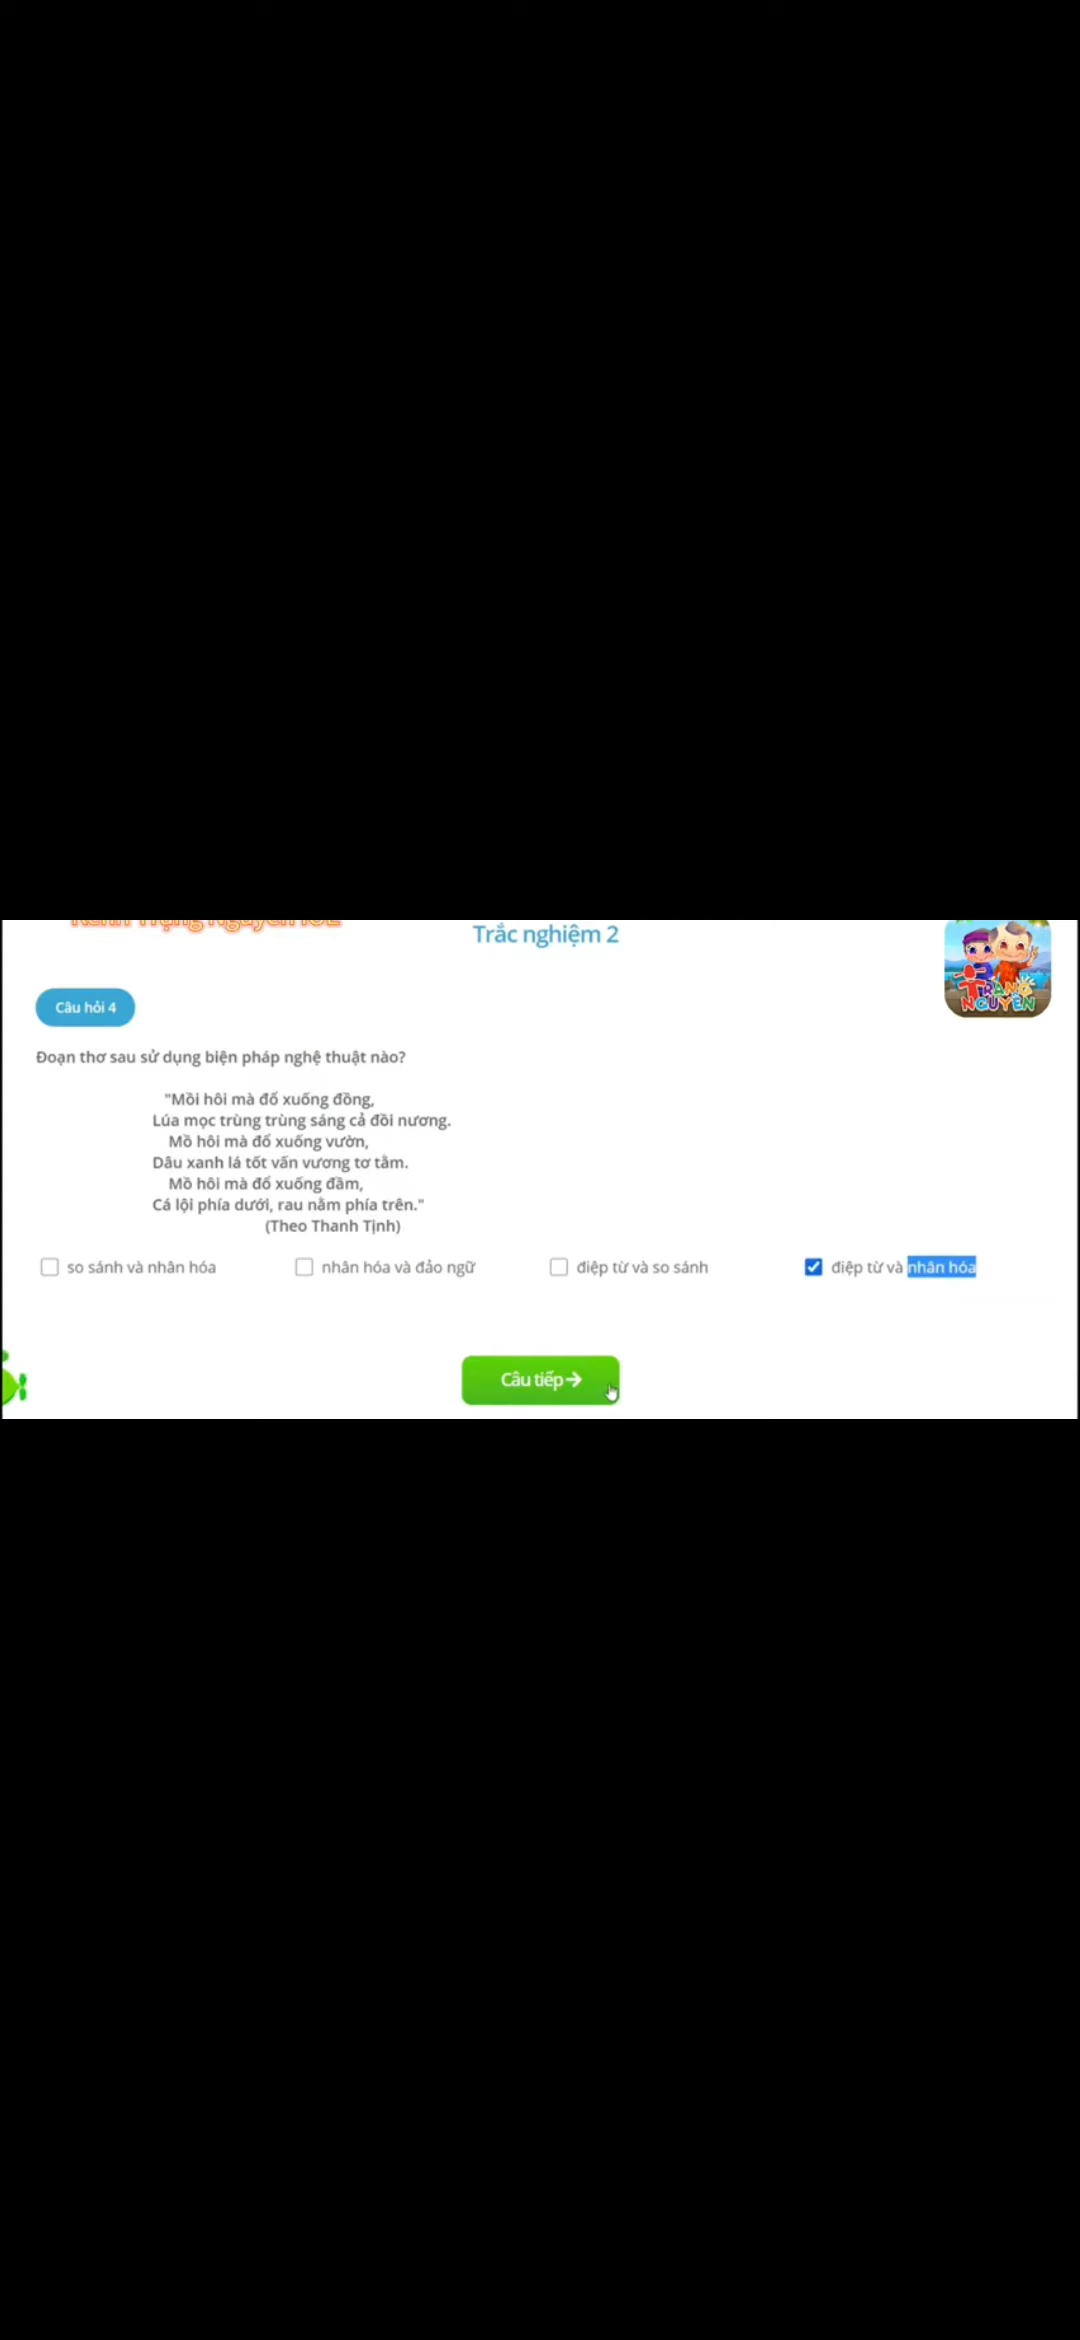 Trắc nghiệm 2
TRẠNG
NGUYÊN
Câu hỏi 4
Đoạn thơ sau sử dụng biện pháp nghệ thuật nào?
"Mồi hôi mà đổ xuống đồng,
Lúa mọc trùng trùng sáng cả đồi nương.
Mồ hôi mà đổ xuống vườn,
Dâu xanh lá tốt vấn vương tơ tằm.
Mồ hôi mà đổ xuống đầm,
Cá lội phía dưới, rau nằm phía trên."
(Theo Thanh Tịnh)
so sánh và nhân hóa
nhân hóa và đảo ngữ
điệp từ và so sánh
điệp từ và nhân hóa
Câu tiếp